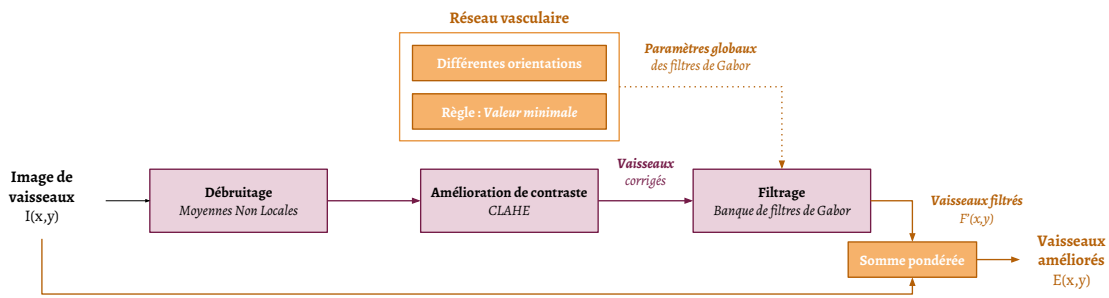 Réseau vasculaire
Différentes orientations
Règle : Valeur minimale
Paramètres globaux
des filtres de Gabor
Image de
vaisseaux
I(x,y)
Débruitage
Moyennes Non Locales
Amélioration de contraste
CLAHE
Vaisseaux
corrigés
Filtrage
Banque de filtres de Gabor
Vaisseaux filtrés
F'(x,y)
Somme pondérée
Vaisseaux
améliorés
E(x,y)